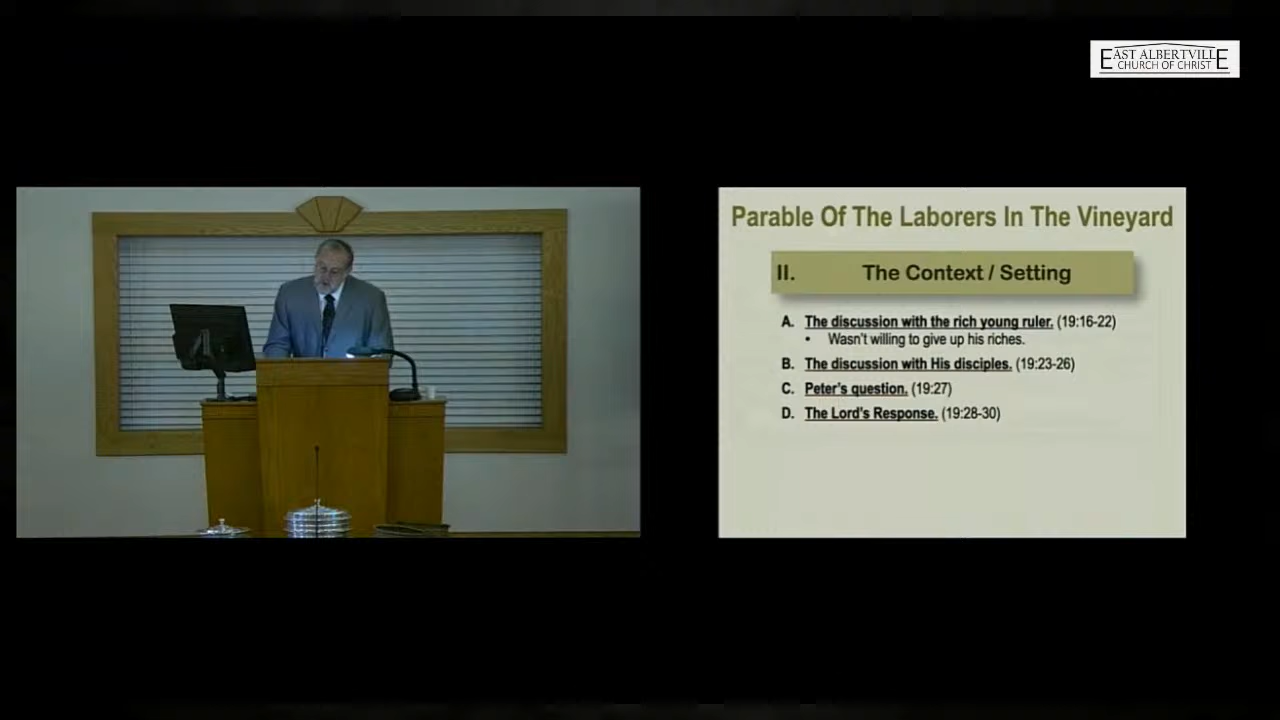 EAST ALBERTVILLE
CHURCH OF CHRIST
Parable Of The Laborers In The Vineyard
II. The Context / Setting
A. The discussion with the rich young ruler. (19:16-22)
• Wasn't willing to give up his riches.
B. The discussion with His disciples. (19:23-26)
C. Peter's question. (19:27)
D. The Lord's Response. (19:28-30)